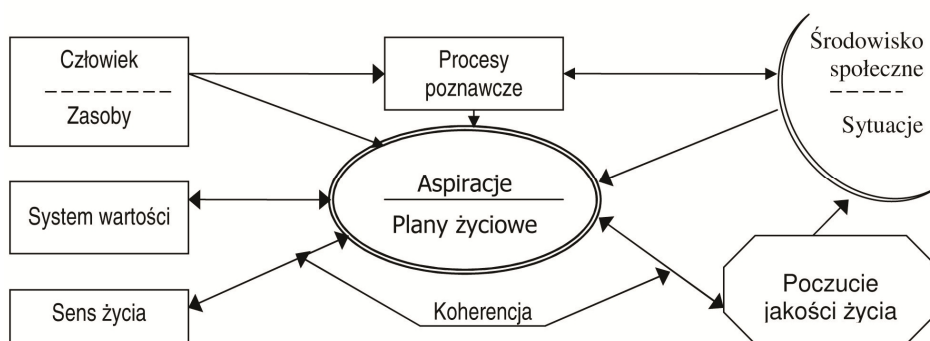 Człowiek
Zasoby
Procesy
poznawcze
Środowisko
społeczne
Sytuacje
System wartości
Aspiracje
Plany życiowe
Sens życia
Koherencja
Poczucie
jakości życia